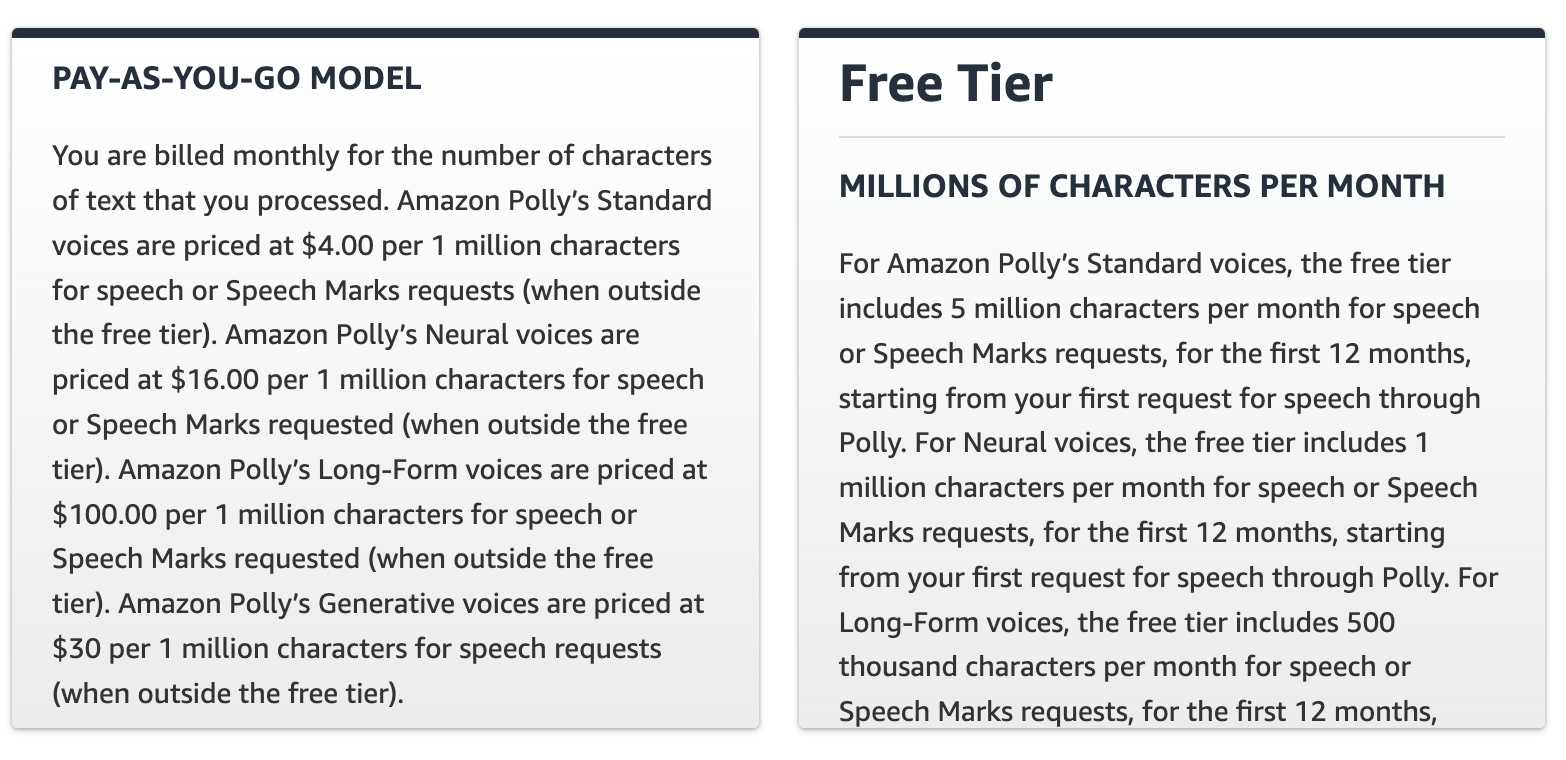 PAY-AS-YOU-GO MODEL
You are billed monthly for the number of characters
of text that you processed. Amazon Polly’s Standard
voices are priced at $4.00 per 1 million characters
for speech or Speech Marks requests (when outside
the free tier). Amazon Polly’s Neural voices are
priced at $16.00 per 1 million characters for speech
or Speech Marks requested (when outside the free
tier). Amazon Polly’s Long-Form voices are priced at
$100.00 per 1 million characters for speech or
Speech Marks requested (when outside the free
tier). Amazon Polly’s Generative voices are priced at
$30 per 1 million characters for speech requests
(when outside the free tier).
Free Tier
MILLIONS OF CHARACTERS PER MONTH
For Amazon Polly’s Standard voices, the free tier
includes 5 million characters per month for speech
or Speech Marks requests, for the first 12 months,
starting from your first request for speech through
Polly. For Neural voices, the free tier includes 1
million characters per month for speech or Speech
Marks requests, for the first 12 months, starting
from your first request for speech through Polly. For
Long-Form voices, the free tier includes 500
thousand characters per month for speech or
Speech Marks requests, for the first 12 months,